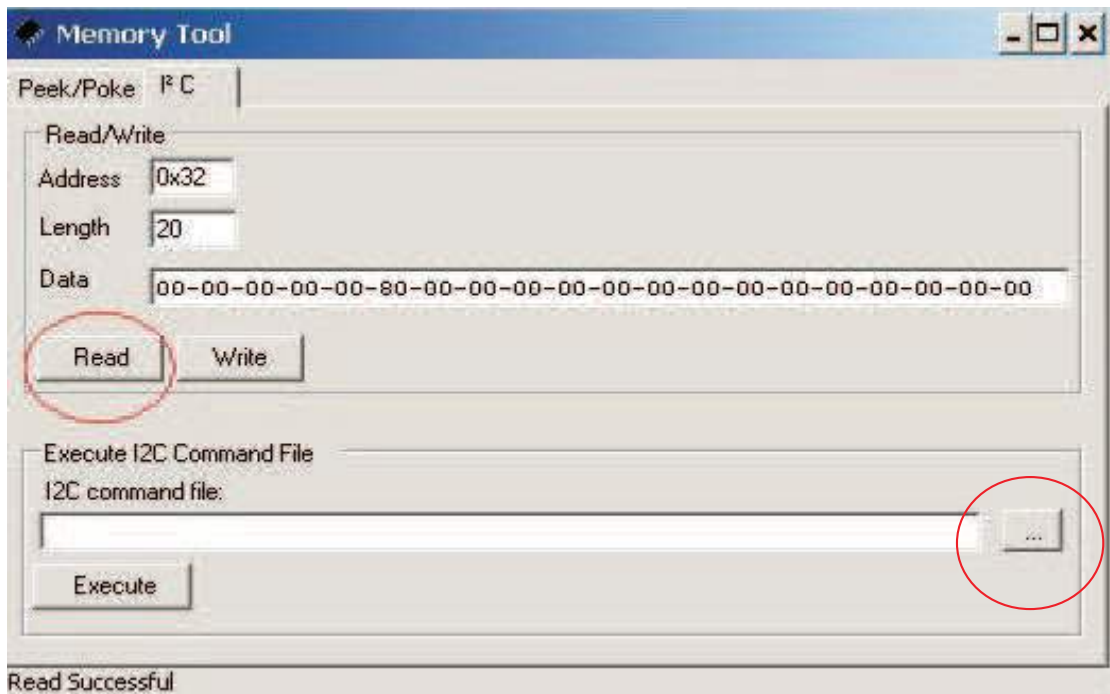 Memory Tool
Peek/Poke I²C
Read/Write
Address 0x32
Length 20
Data 00-00-00-00-00-80-00-00-00-00-00-00-00-00-00-00-00-00-00-00
Read Write
Execute I2C Command File
I2C command file:
...
Execute
Read Successful